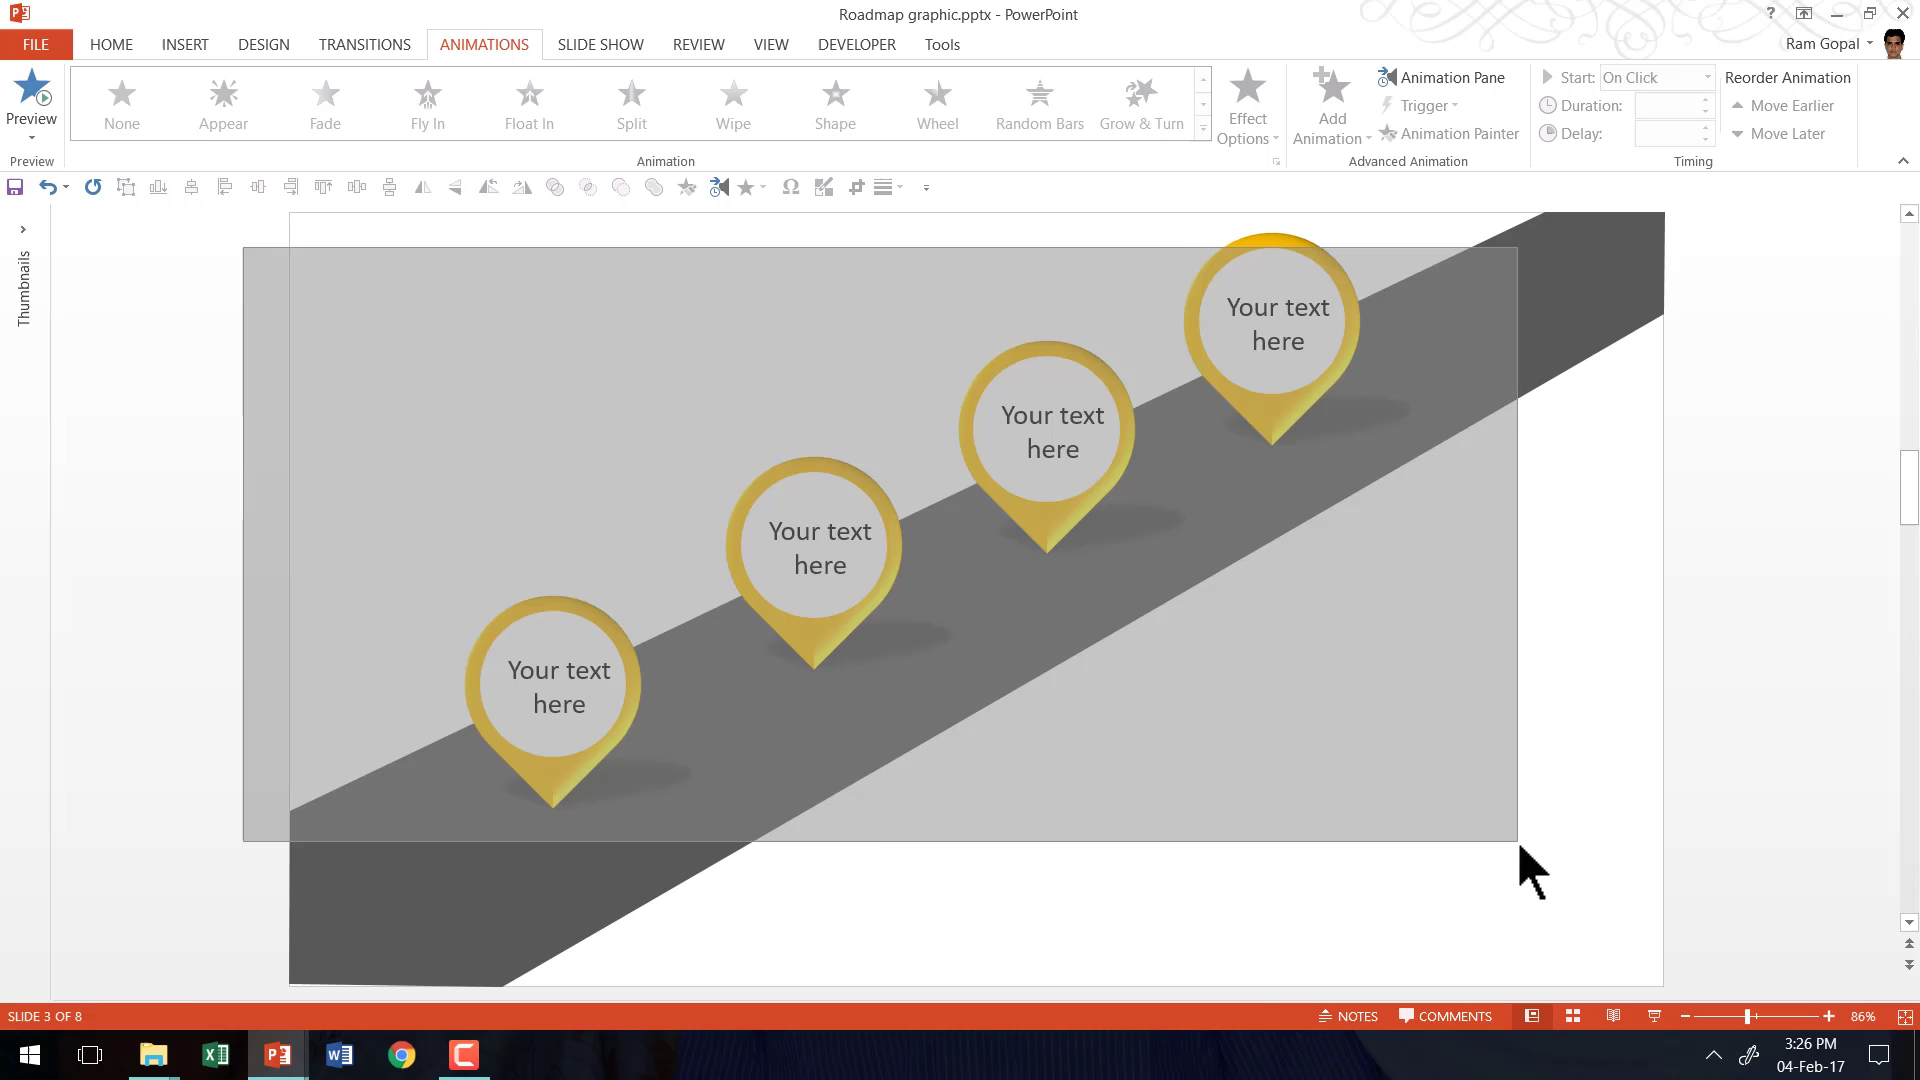 Roadmap graphic.pptx - PowerPoint
?
FILE
HOME
INSERT
DESIGN
TRANSITIONS
ANIMATIONS
SLIDE SHOW
REVIEW
VIEW
DEVELOPER
Tools
Ram Gopal
Preview
Preview
None
Appear
Fade
Fly In
Float In
Split
Wipe
Shape
Wheel
Random Bars
Grow & Turn
Animation
Effect
Options
Add
Animation
Animation Pane
Trigger
Animation Painter
Advanced Animation
Start: On Click
Duration:
Delay:
Reorder Animation
Move Earlier
Move Later
Timing
Thumbnails
Your text
here
Your text
here
Your text
here
Your text
here
SLIDE 3 OF 8
NOTES
COMMENTS
86%
3:26 PM
04-Feb-17